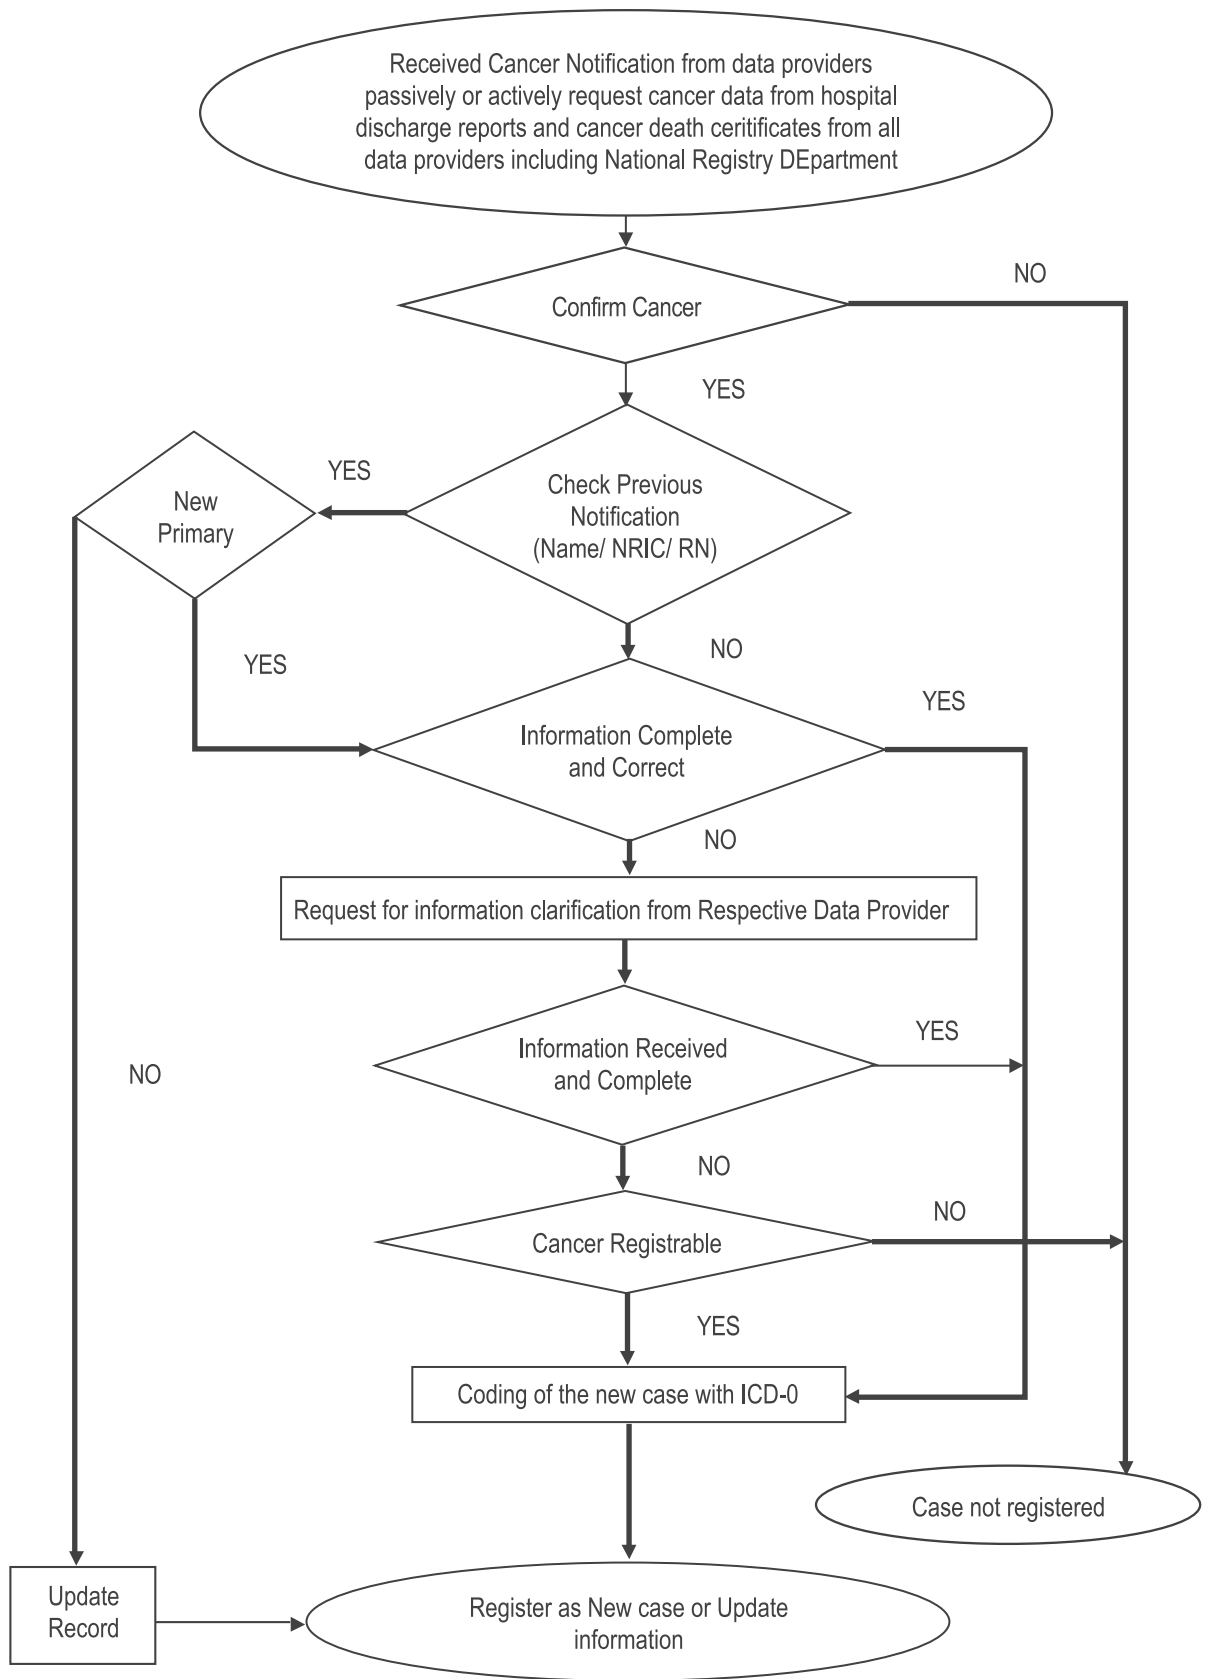 Received Cancer Notification from data providers
passively or actively request cancer data from hospital
discharge reports and cancer death ceritificates from all
data providers including National Registry DEpartment
NO
Confirm Cancer
YES
YES
New
Primary
Check Previous
Notification
(Name/ NRIC/ RN)
NO
YES
YES
Information Complete
and Correct
NO
Request for information clarification from Respective Data Provider
YES
Information Received
and Complete
NO
NO
NO
Cancer Registrable
YES
Coding of the new case with ICD-0
Case not registered
Update
Record
Register as New case or Update
information